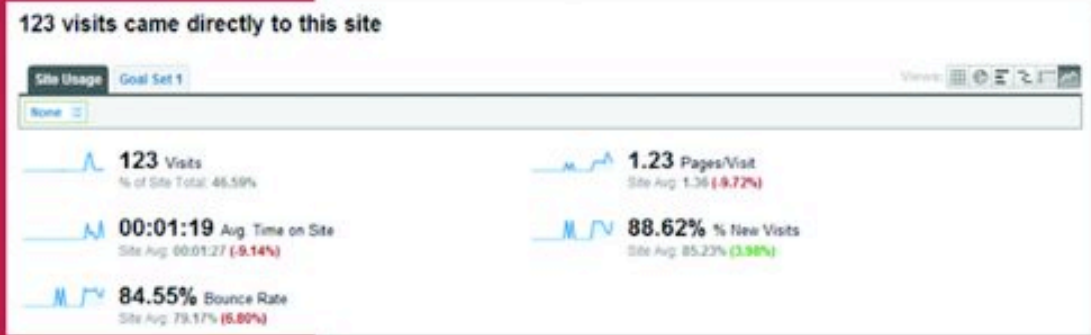 123 visits came directly to this site
Site Usage Goal Set 1 Views:
None
123 Visits
% of Site Total: 46.59%
1.23 Pages/Visit
Site Avg: 1.36 (-9.72%)
00:01:19 Avg. Time on Site
Site Avg: 00:01:27 (-9.14%)
88.62% % New Visits
Site Avg: 85.23% (3.98%)
84.55% Bounce Rate
Site Avg: 79.17% (6.80%)